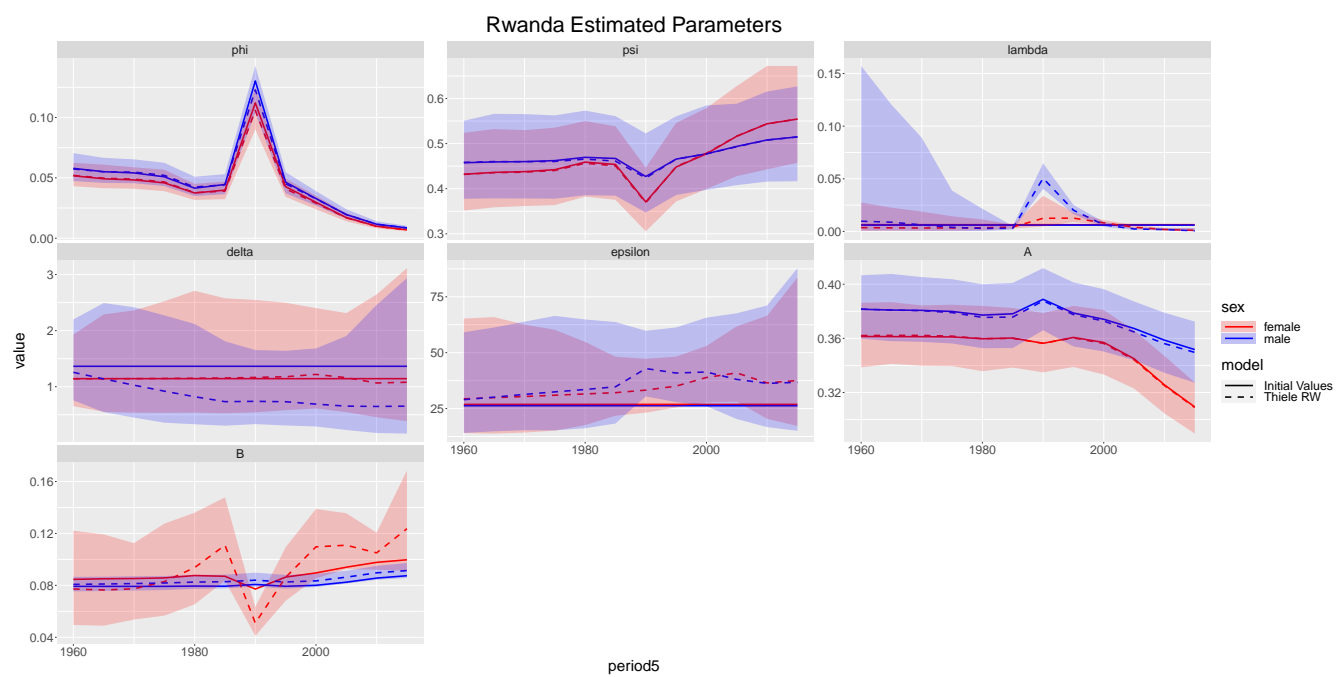 Rwanda Estimated Parameters
phi
psi
lambda
0.10
0.05
0.00
0.6
0.5
0.4
0.3
0.15
0.10
0.05
0.00
delta
epsilon
A
3
2
1
75
50
25
0.40
0.36
0.32
1960
1980
2000
1960
1980
2000
B
0.16
0.12
0.08
0.04
1960
1980
2000
value
period5
sex
female
male
model
Initial Values
Thiele RW